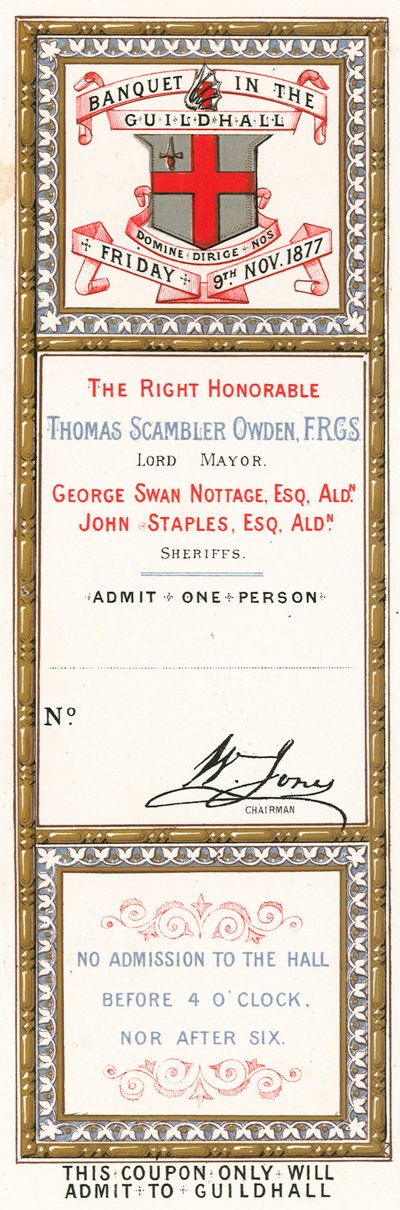 BANQUET IN THE
GUILDHALL
DOMINE DIRIGE NOS
FRIDAY 9TH NOV. 1877
THE RIGHT HONORABLE
THOMAS SCAMBLER OWDEN, F.R.G.S.
LORD MAYOR.
GEORGE SWAN NOTTAGE, ESQ, ALDN.
JOHN STAPLES, ESQ, ALDN
SHERIFFS.
ADMIT ONE PERSON
No.
W. Jones
CHAIRMAN
NO ADMISSION TO THE HALL
BEFORE 4 O'CLOCK,
NOR AFTER SIX.
THIS COUPON ONLY WILL
ADMIT TO GUILDHALL